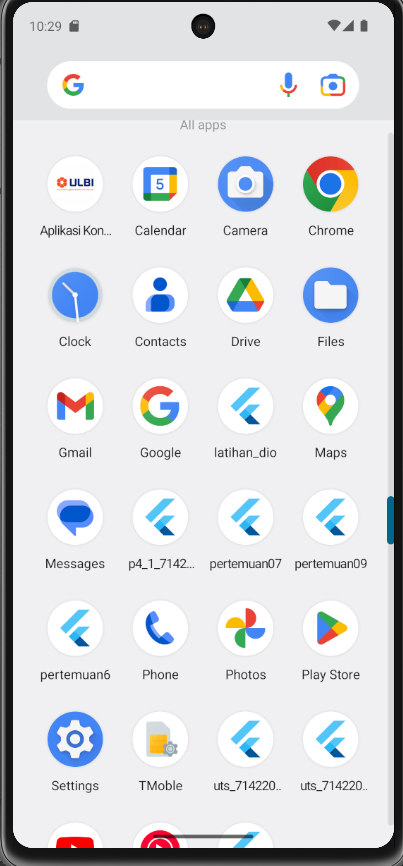 10:29
All apps
ULBI
5
Aplikasi Kon...
Calendar
Camera
Chrome
Clock
Contacts
Drive
Files
Gmail
Google
latihan_dio
Maps
Messages
p4_1_7142...
pertemuan07
pertemuan09
pertemuan6
Phone
Photos
Play Store
Settings
TMoble
uts_714220..
uts_714220..